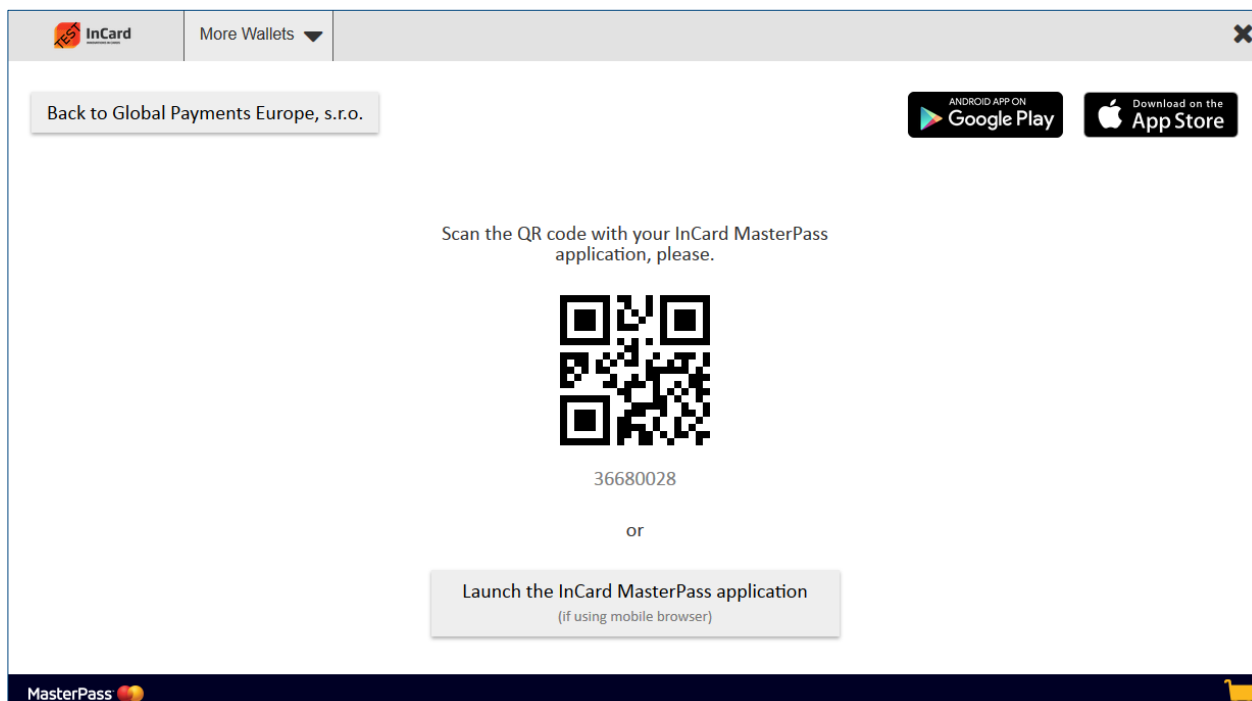 TEST InCard
More Wallets
Back to Global Payments Europe, s.r.o.
ANDROID APP ON
Google Play
Download on the
App Store
Scan the QR code with your InCard MasterPass
application, please.
36680028
or
Launch the InCard MasterPass application
(if using mobile browser)
MasterPass